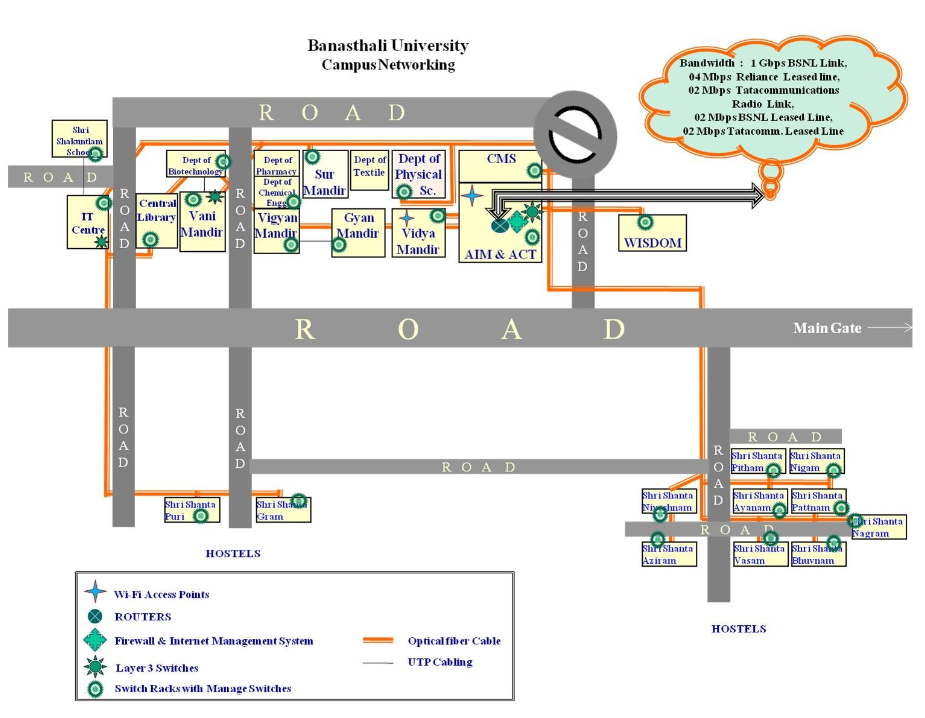 Banasthali University
Campus Networking
Bandwidth : 1 Gbps BSNL Link,
04 Mbps Reliance Leased line,
02 Mbps Tatacommunications
Radio Link,
02 Mbps BSNL Leased Line,
02 Mbps Tatacomm. Leased Line
ROAD
Shri
Shakuntlam
School
ROAD
IT
Centre
ROAD
Central
Library
Dept of
Biotechnology
Vani
Mandir
ROAD
Dept of
Pharmacy
Dept of
Chemical
Engg
Vigyan
Mandir
Sur
Mandir
Dept of
Textile
Gyan
Mandir
Dept of
Physical
Sc.
Vidya
Mandir
CMS
AIM & ACT
ROAD
WISDOM
ROAD
Main Gate
ROAD
ROAD
ROAD
ROAD
ROAD
Shri Shanta
Puri
Shri Shanta
Gram
HOSTELS
Shri Shanta
Pitham
Shri Shanta
Nigam
Shri Shanta
Shri Shanta
Ayanam
Shri Shanta
Pattnam
Shri Shanta
Nagram
ROAD
Shri Shanta
Aziram
Shri Shanta
Vasam
Shri Shanta
Bhuvnam
HOSTELS
Wi-Fi Access Points
ROUTERS
Firewall & Internet Management System
Layer 3 Switches
Switch Racks with Manage Switches
Optical fiber Cable
UTP Cabling